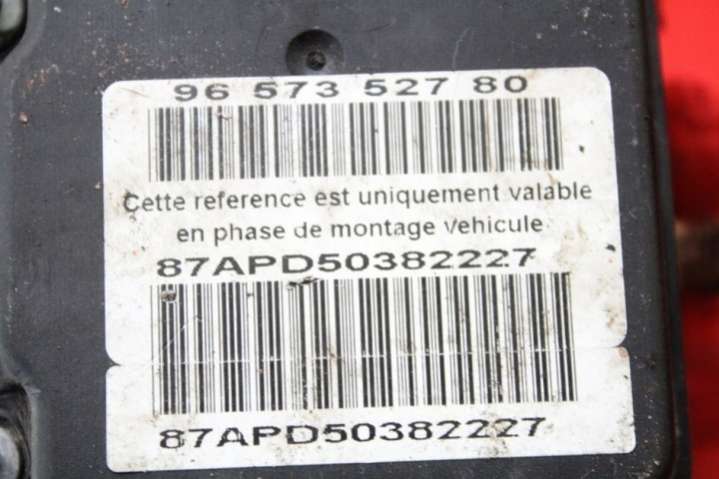 96 573 527 80
Cette reference est uniquement valable
en phase de montage vehicule
87APD50382227
87APD50382227